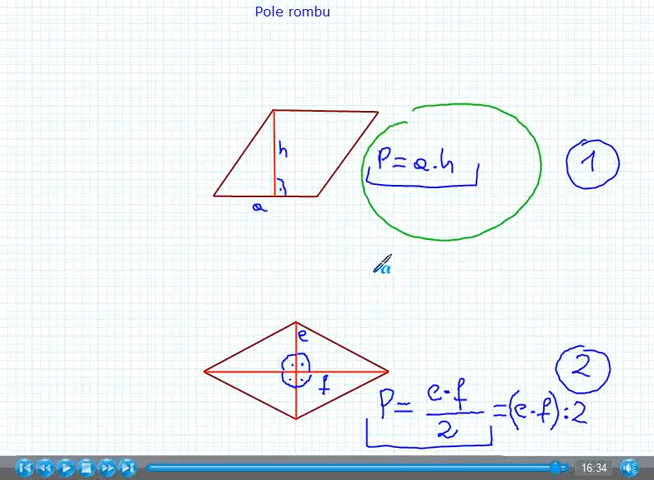 Pole rombu
h
a
P = a · h
1
a
e
f
P = e · f / 2 = (e · f) : 2
2
16:34